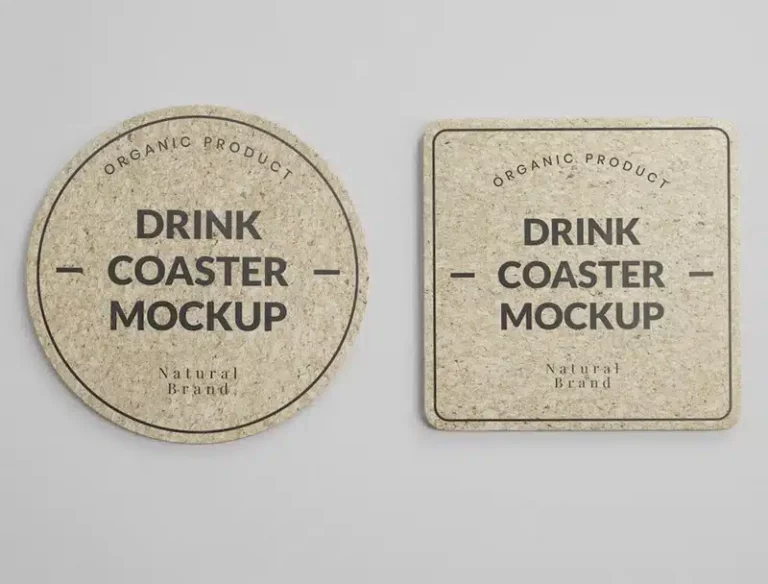 ORGANIC PRODUCT
DRINK
COASTER
MOCKUP
Natural
Brand
ORGANIC PRODUCT
DRINK
COASTER
MOCKUP
Natural
Brand